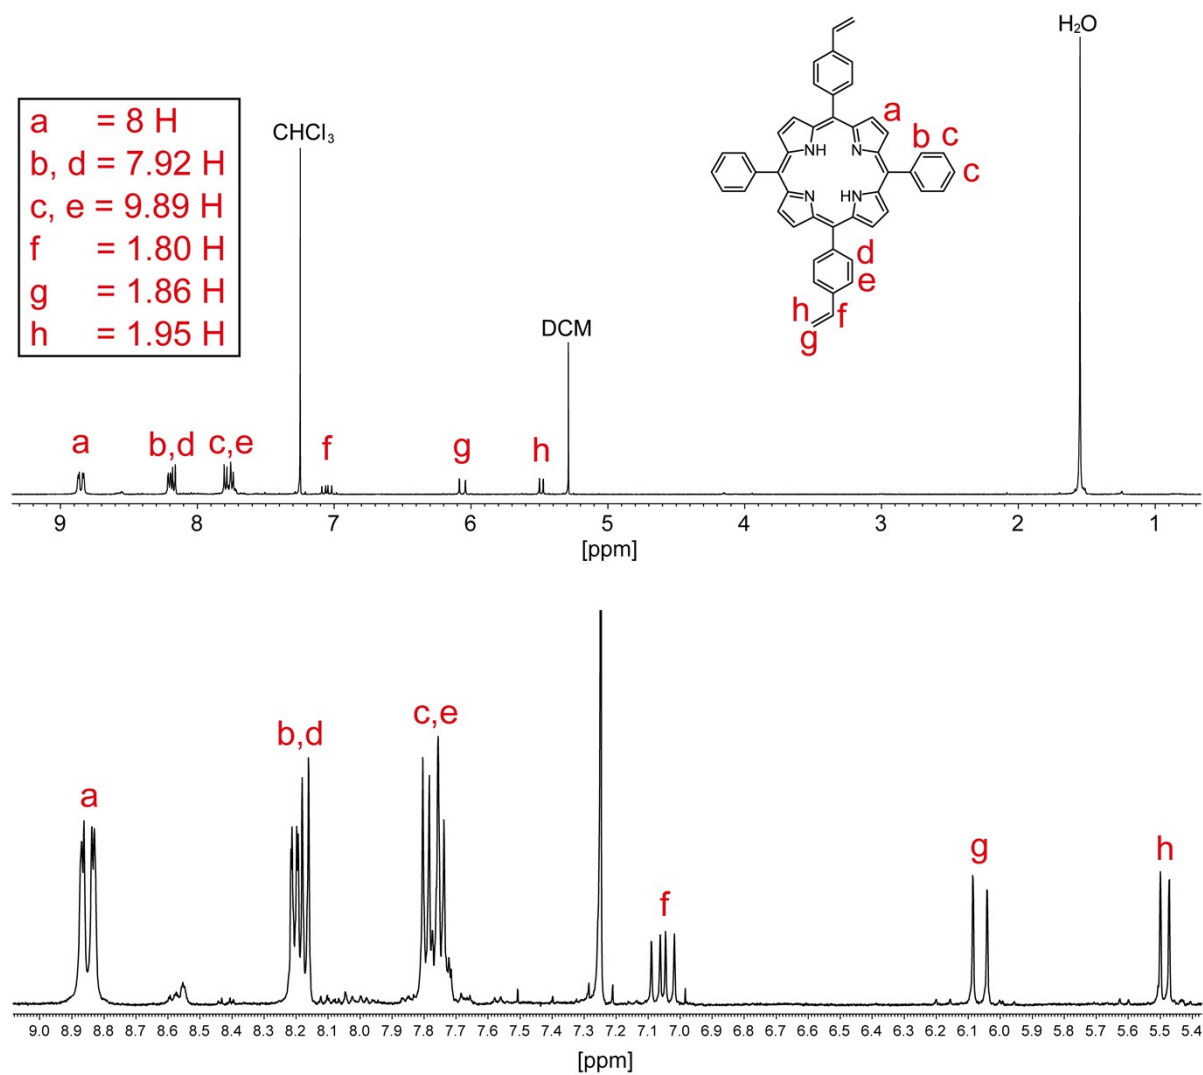 a = 8 H
b, d = 7.92 H
c, e = 9.89 H
f = 1.80 H
g = 1.86 H
h = 1.95 H
CHCl₃
DCM
H₂O
NH
N
N
HN
a
b
c
c
d
e
h
f
g
a
b,d
c,e
f
g
h
9 8 7 6 5 4 3 2 1
[ppm]
a
b,d
c,e
f
g
h
9.0 8.9 8.8 8.7 8.6 8.5 8.4 8.3 8.2 8.1 8.0 7.9 7.8 7.7 7.6 7.5 7.4 7.3 7.2 7.1 7.0 6.9 6.8 6.7 6.6 6.5 6.4 6.3 6.2 6.1 6.0 5.9 5.8 5.7 5.6 5.5 5.4
[ppm]